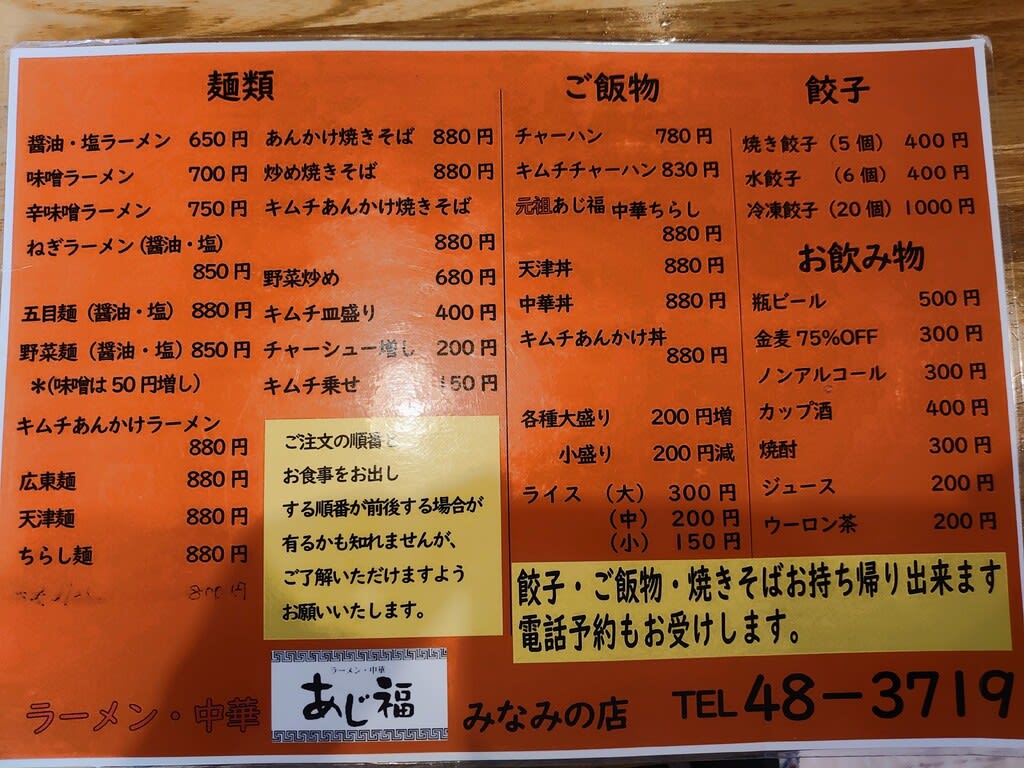 麺類
醤油・塩ラーメン 650円
味噌ラーメン 700円
辛味噌ラーメン 750円
ねぎラーメン(醤油・塩)
850円
五目麺（醤油・塩） 880円
野菜麺（醤油・塩）850円
＊(味噌は50円増し)
キムチあんかけラーメン
880円
広東麺 880円
天津麺 880円
ちらし麺 880円
800円
あんかけ焼きそば 880円
炒め焼きそば 880円
キムチあんかけ焼きそば
880円
野菜炒め 680円
キムチ皿盛り 400円
チャーシュー増し 200円
キムチ乗せ 150円
ご注文の順番と
お食事をお出し
する順番が前後する場合が
有るかも知れませんが、
ご了解いただけますよう
お願いいたします。
ご飯物
チャーハン 780円
キムチチャーハン 830円
元祖あじ福 中華ちらし
880円
天津丼 880円
中華丼 880円
キムチあんかけ丼
880円
各種大盛り 200円増
小盛り 200円減
ライス （大） 300円
（中） 200円
（小） 150円
餃子
焼き餃子（5個） 400円
水餃子 （6個） 400円
冷凍餃子（20個）1000円
お飲み物
瓶ビール 500円
金麦75%OFF 300円
ノンアルコール 300円
カップ酒 400円
焼酎 300円
ジュース 200円
ウーロン茶 200円
餃子・ご飯物・焼きそばお持ち帰り出来ます
電話予約もお受けします。
ラーメン・中華
ラーメン・中華
あじ福
みなみの店
TEL 48－3719